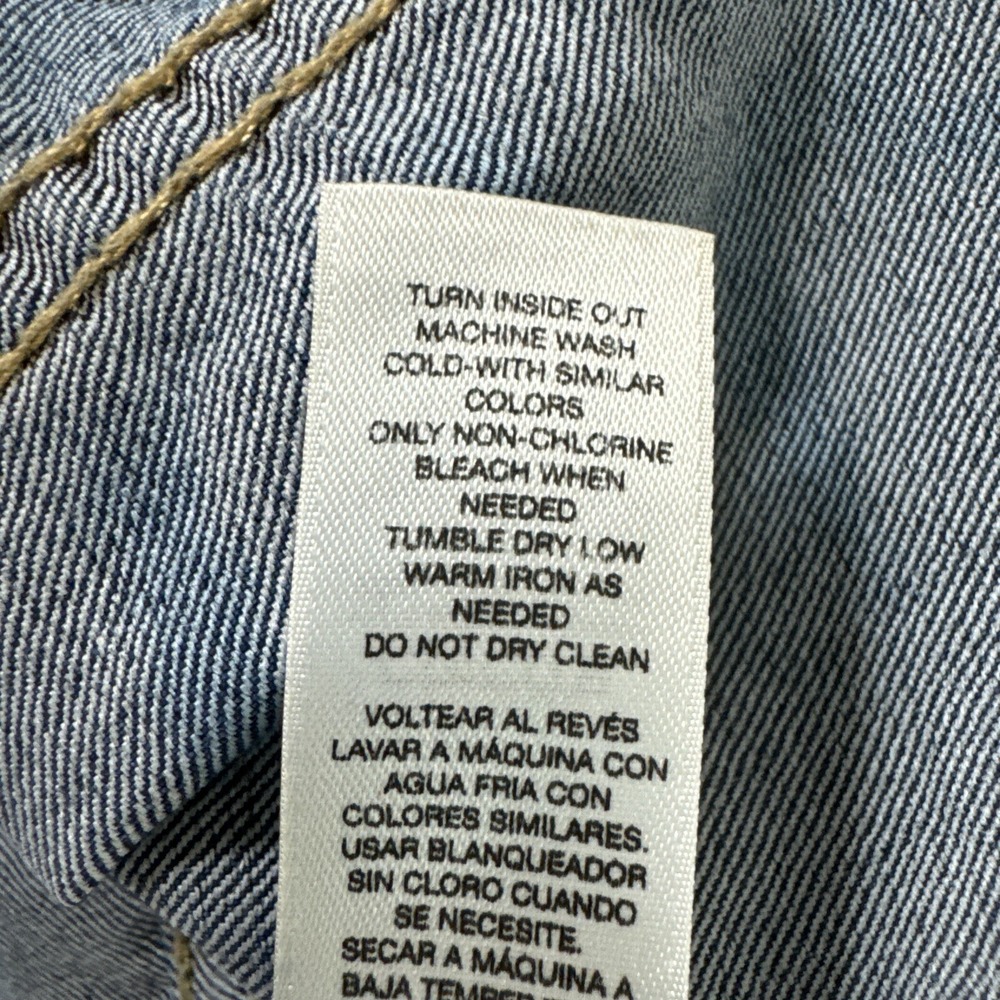 TURN INSIDE OUT
MACHINE WASH
COLD-WITH SIMILAR
COLORS
ONLY NON-CHLORINE
BLEACH WHEN
NEEDED
TUMBLE DRY LOW
WARM IRON AS
NEEDED
DO NOT DRY CLEAN
VOLTEAR AL REVÉS
LAVAR A MÁQUINA CON
AGUA FRIA CON
COLORES SIMILARES.
USAR BLANQUEADOR
SIN CLORO CUANDO
SE NECESITE.
SECAR A MÁQUINA A
BAJA